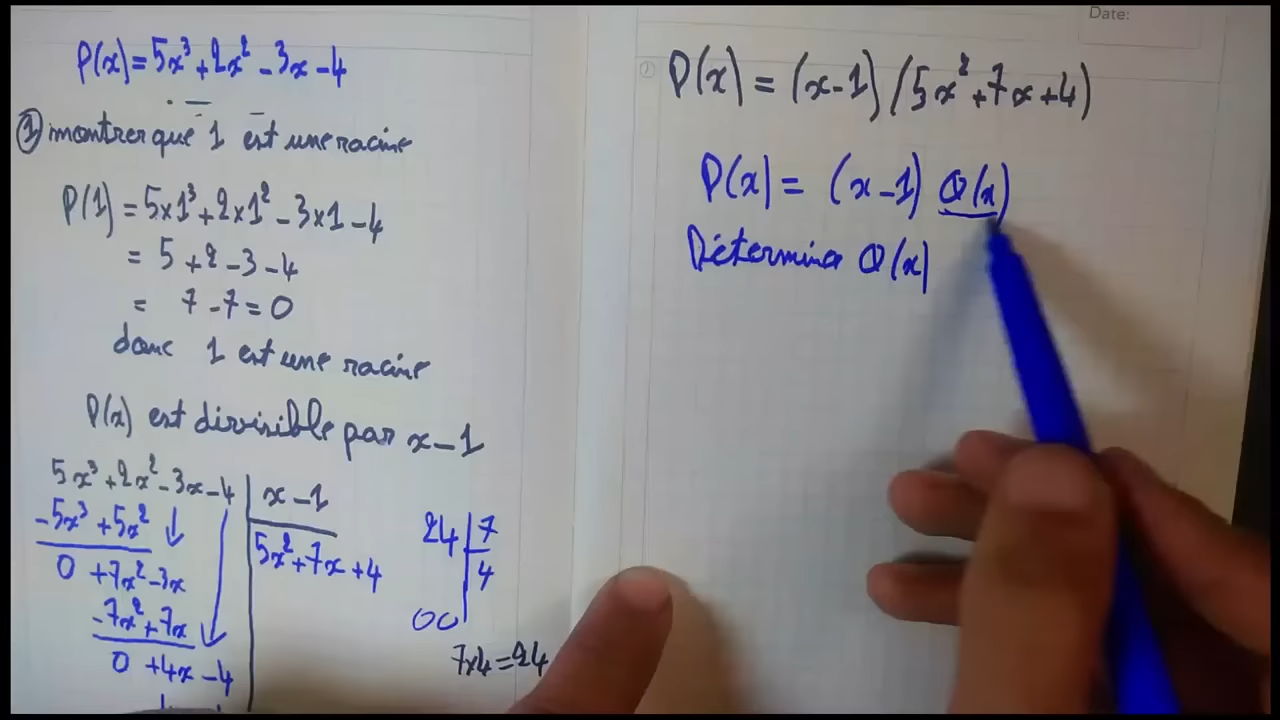 P(x)=5x³+2x²-3x-4
① montrer que 1 est une racine
P(1)=5×1³+2×1²-3×1-4
= 5+2-3-4
= 7-7=0
donc 1 est une racine
P(x) est divisible par x-1
5x³+2x²-3x-4 | x-1
-5x³+5x²
5x²+7x+4
0 +7x²-3x
-7x²+7x
0 +4x-4
24 | 7
4
00
7×4=24
Date:
P(x)=(x-1)(5x²+7x+4)
P(x)=(x-1) Q(x)
Déterminer Q(x)